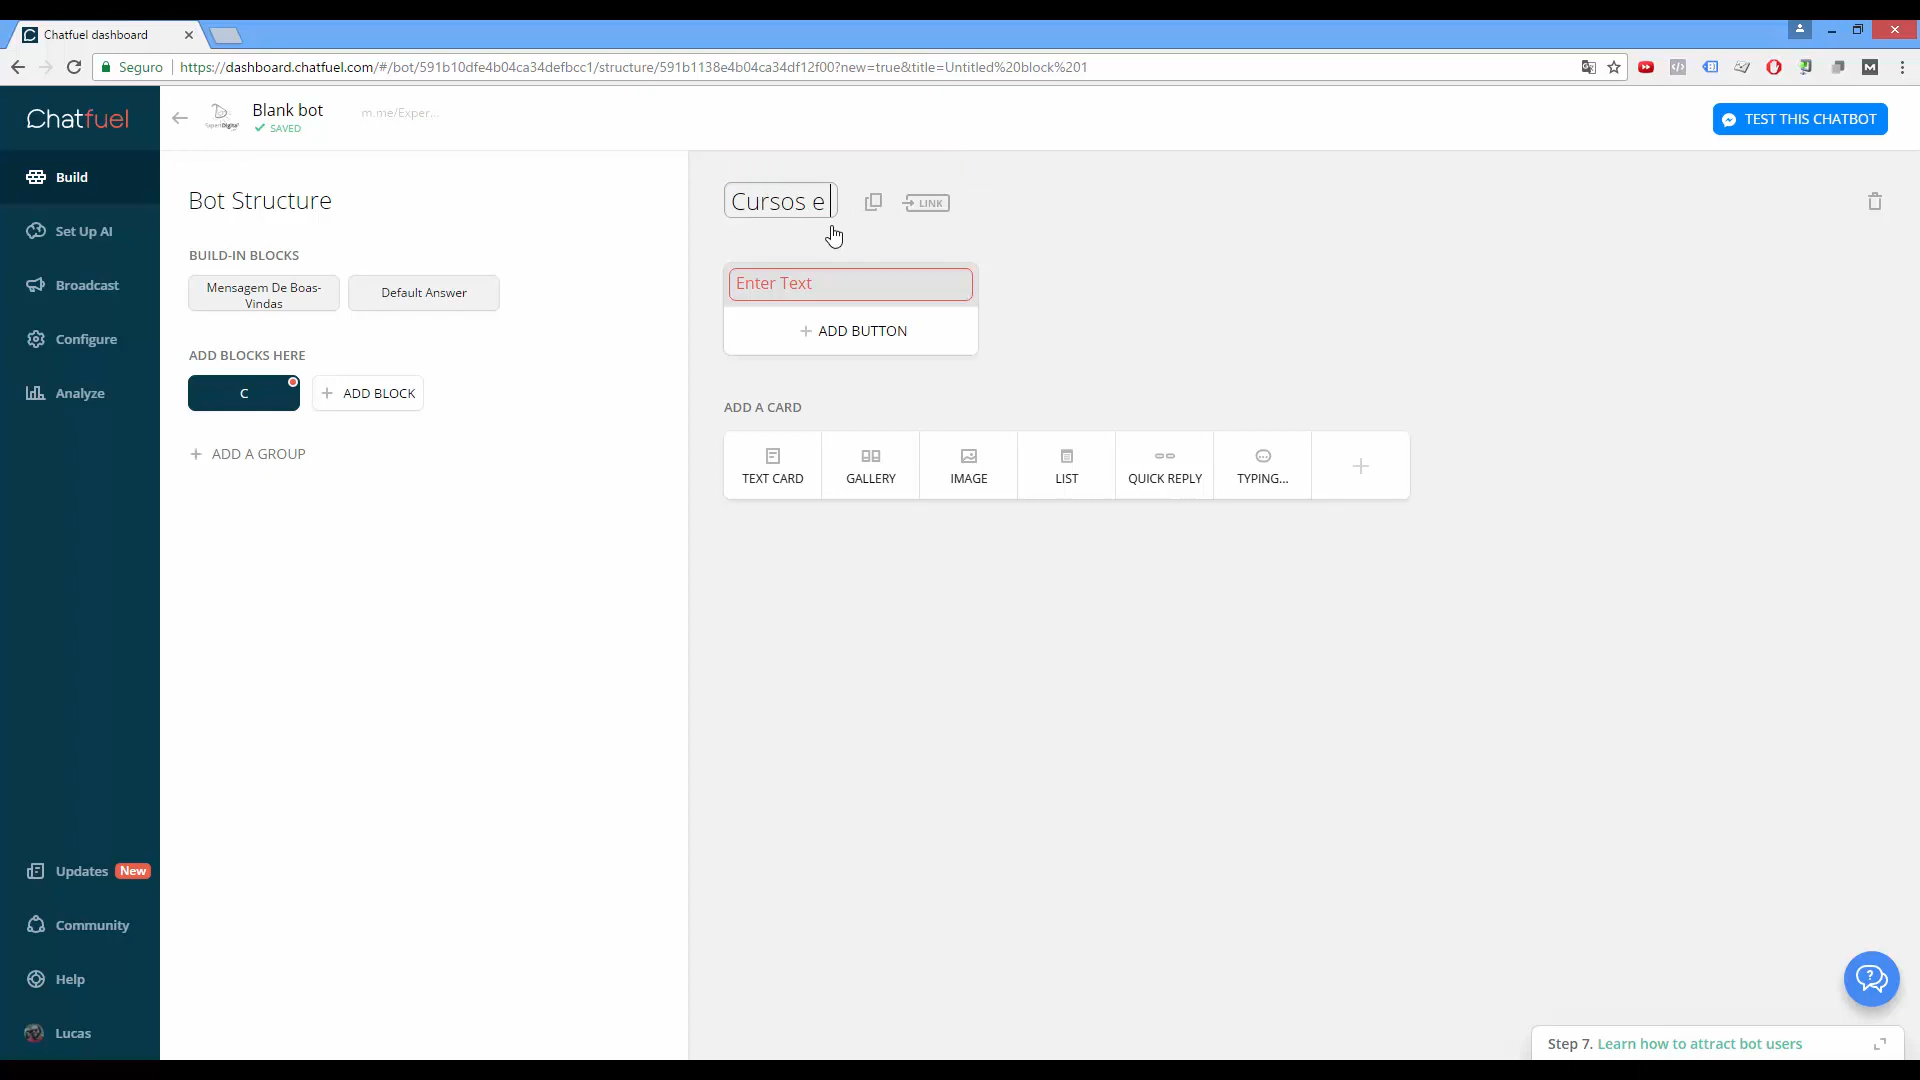 Chatfuel dashboard
Seguro
https://dashboard.chatfuel.com/#/bot/591b10dfe4b04ca34defbcc1/structure/591b1138e4b04ca34df12f00?new=true&title=Untitled%20block%201
Chatfuel
Blank bot
SAVED
m.me/Exper...
TEST THIS CHATBOT
Build
Set Up AI
Broadcast
Configure
Analyze
Updates New
Community
Help
Lucas
Bot Structure
BUILD-IN BLOCKS
Mensagem De Boas-
Vindas
Default Answer
ADD BLOCKS HERE
C
+ ADD BLOCK
+ ADD A GROUP
Cursos e
LINK
Enter Text
+ ADD BUTTON
ADD A CARD
TEXT CARD
GALLERY
IMAGE
LIST
QUICK REPLY
TYPING...
+
Step 7. Learn how to attract bot users